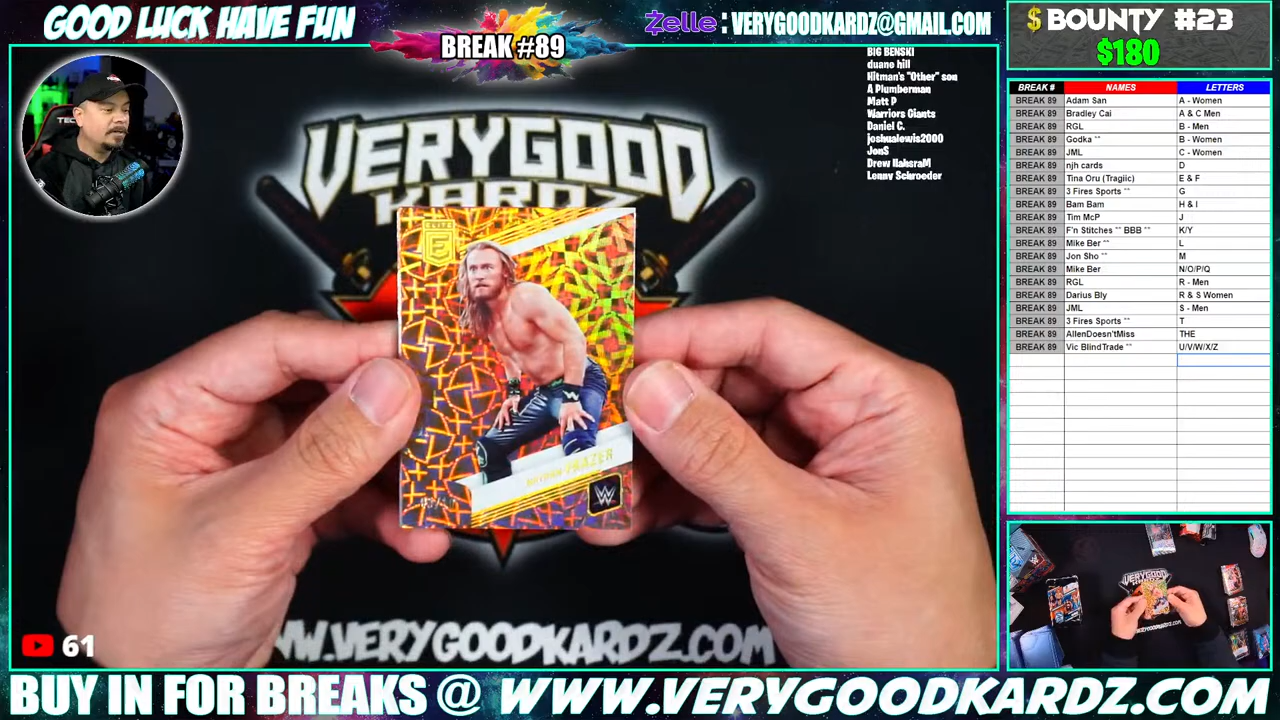 GOOD LUCK HAVE FUN
BREAK #89
Zelle : VERYGOODKARDZ@GMAIL.COM
$ BOUNTY #23
$180
BIG BENSKI
duane hill
Hitman's "Other" son
A Plumberman
Matt P
Warriors Giants
Daniel C.
joshualewis2000
JonS
Drew HahsraM
Lenny Schroeder
BREAK # NAMES LETTERS
BREAK 89 Adam San A - Women
BREAK 89 Bradley Cai A & C Men
BREAK 89 RGL B - Men
BREAK 89 Godka ** B - Women
BREAK 89 JML C - Women
BREAK 89 njh cards D
BREAK 89 Tina Oru (Tragiic) E & F
BREAK 89 3 Fires Sports ** G
BREAK 89 Bam Bam H & I
BREAK 89 Tim McP J
BREAK 89 F'n Stitches ** BBB ** K/Y
BREAK 89 Mike Ber ** L
BREAK 89 Jon Sho ** M
BREAK 89 Mike Ber N/O/P/Q
BREAK 89 RGL R - Men
BREAK 89 Darius Bly R & S Women
BREAK 89 JML S - Men
BREAK 89 3 Fires Sports ** T
BREAK 89 AllenDoesn'tMiss THE
BREAK 89 Vic BlindTrade ** U/V/W/X/Z
VERYGOOD
KARDZ
ELITE
E
FRAZER
W
WWW.VERYGOODKARDZ.COM
VERYGOOD
61
BUY IN FOR BREAKS @ WWW.VERYGOODKARDZ.COM